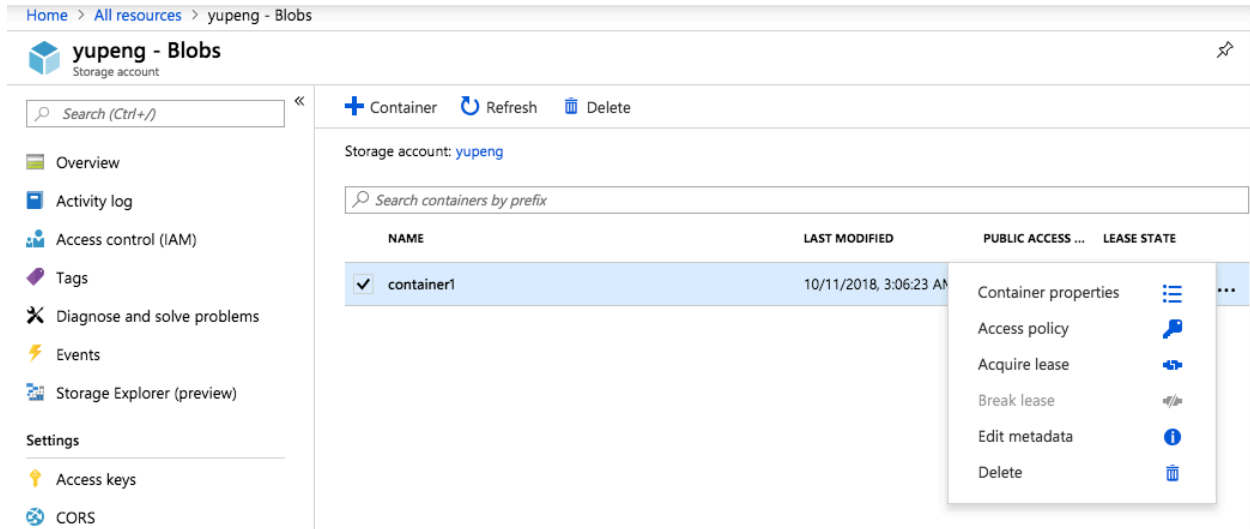 Home > All resources > yupeng - Blobs
yupeng - Blobs
Storage account
Search (Ctrl+/)
«
Overview
Activity log
Access control (IAM)
Tags
Diagnose and solve problems
Events
Storage Explorer (preview)
Settings
Access keys
CORS
Container Refresh Delete
Storage account: yupeng
Search containers by prefix
NAME LAST MODIFIED PUBLIC ACCESS ... LEASE STATE
container1 10/11/2018, 3:06:23 AM ...
Container properties
Access policy
Acquire lease
Break lease
Edit metadata
Delete